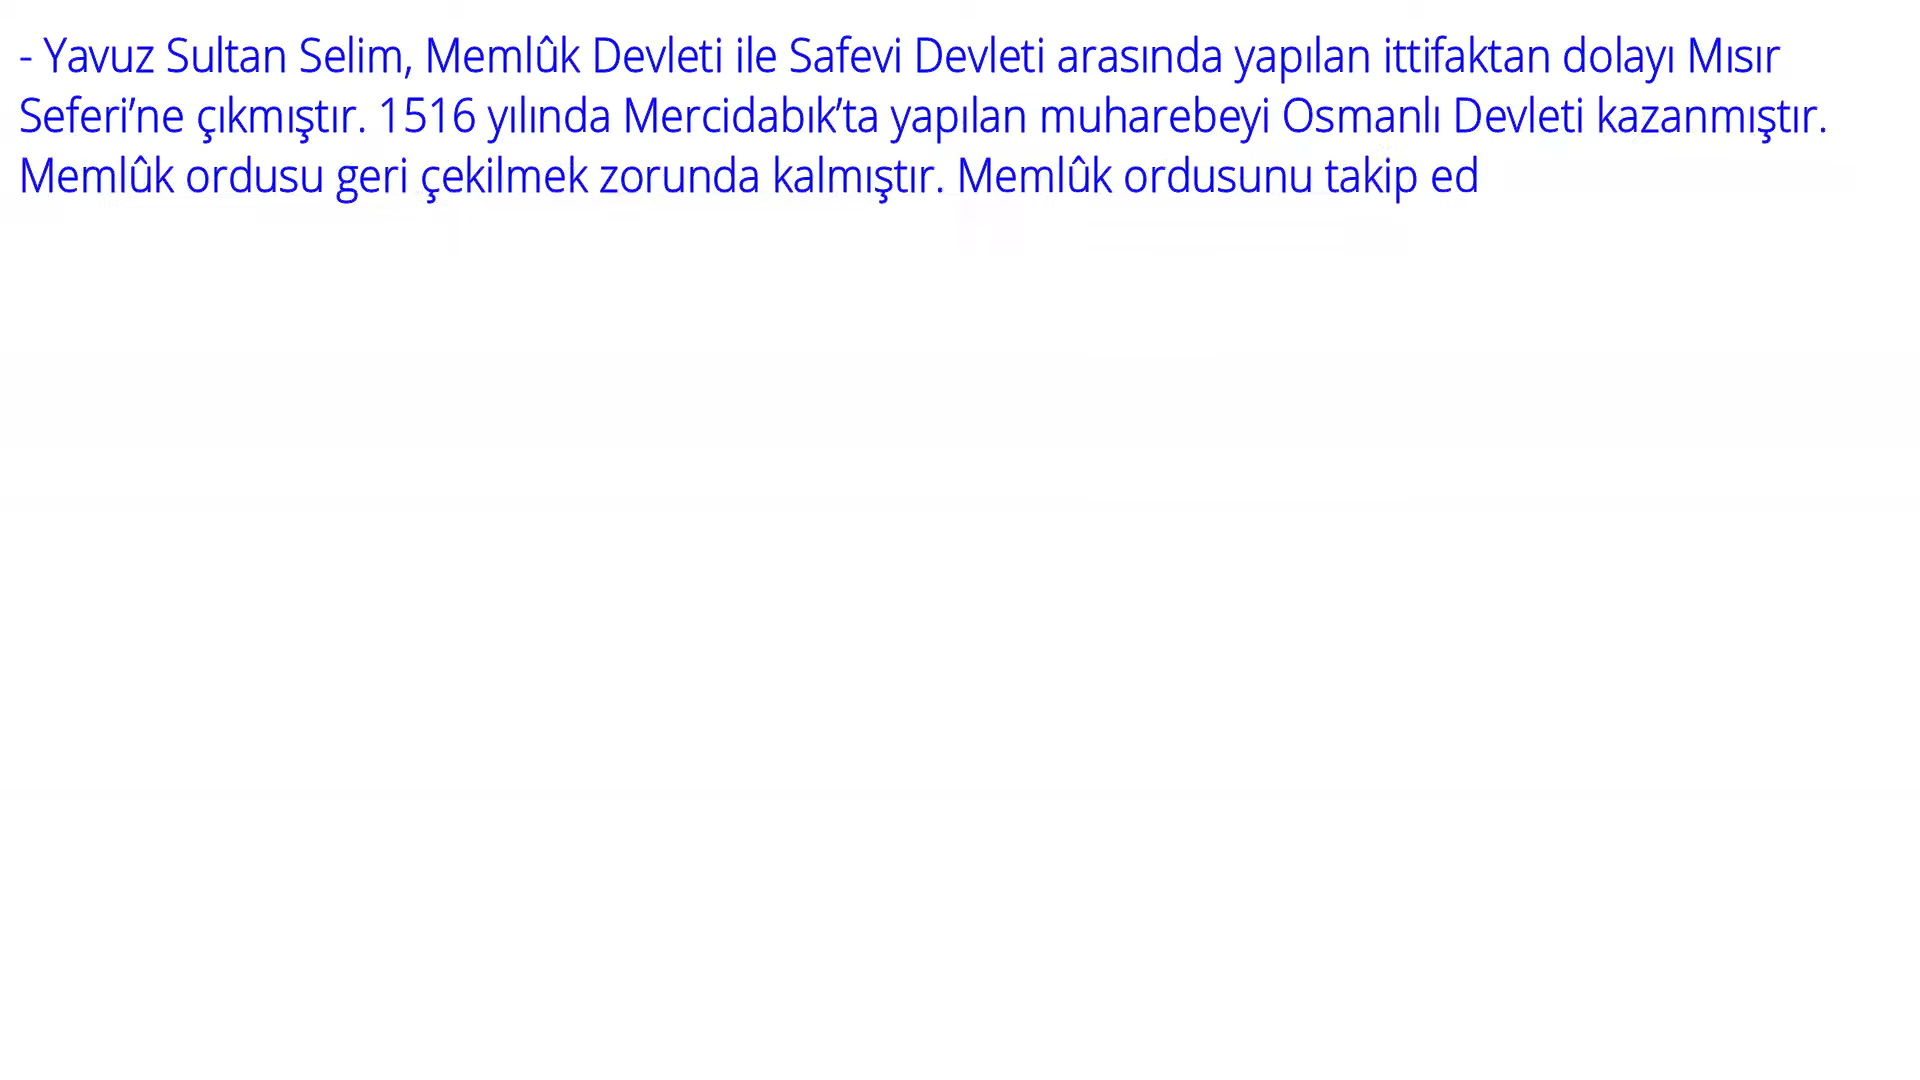 - Yavuz Sultan Selim, Memlûk Devleti ile Safevi Devleti arasında yapılan ittifaktan dolayı Mısır
Seferi’ne çıkmıştır. 1516 yılında Mercidabık’ta yapılan muharebeyi Osmanlı Devleti kazanmıştır.
Memlûk ordusu geri çekilmek zorunda kalmıştır. Memlûk ordusunu takip ed